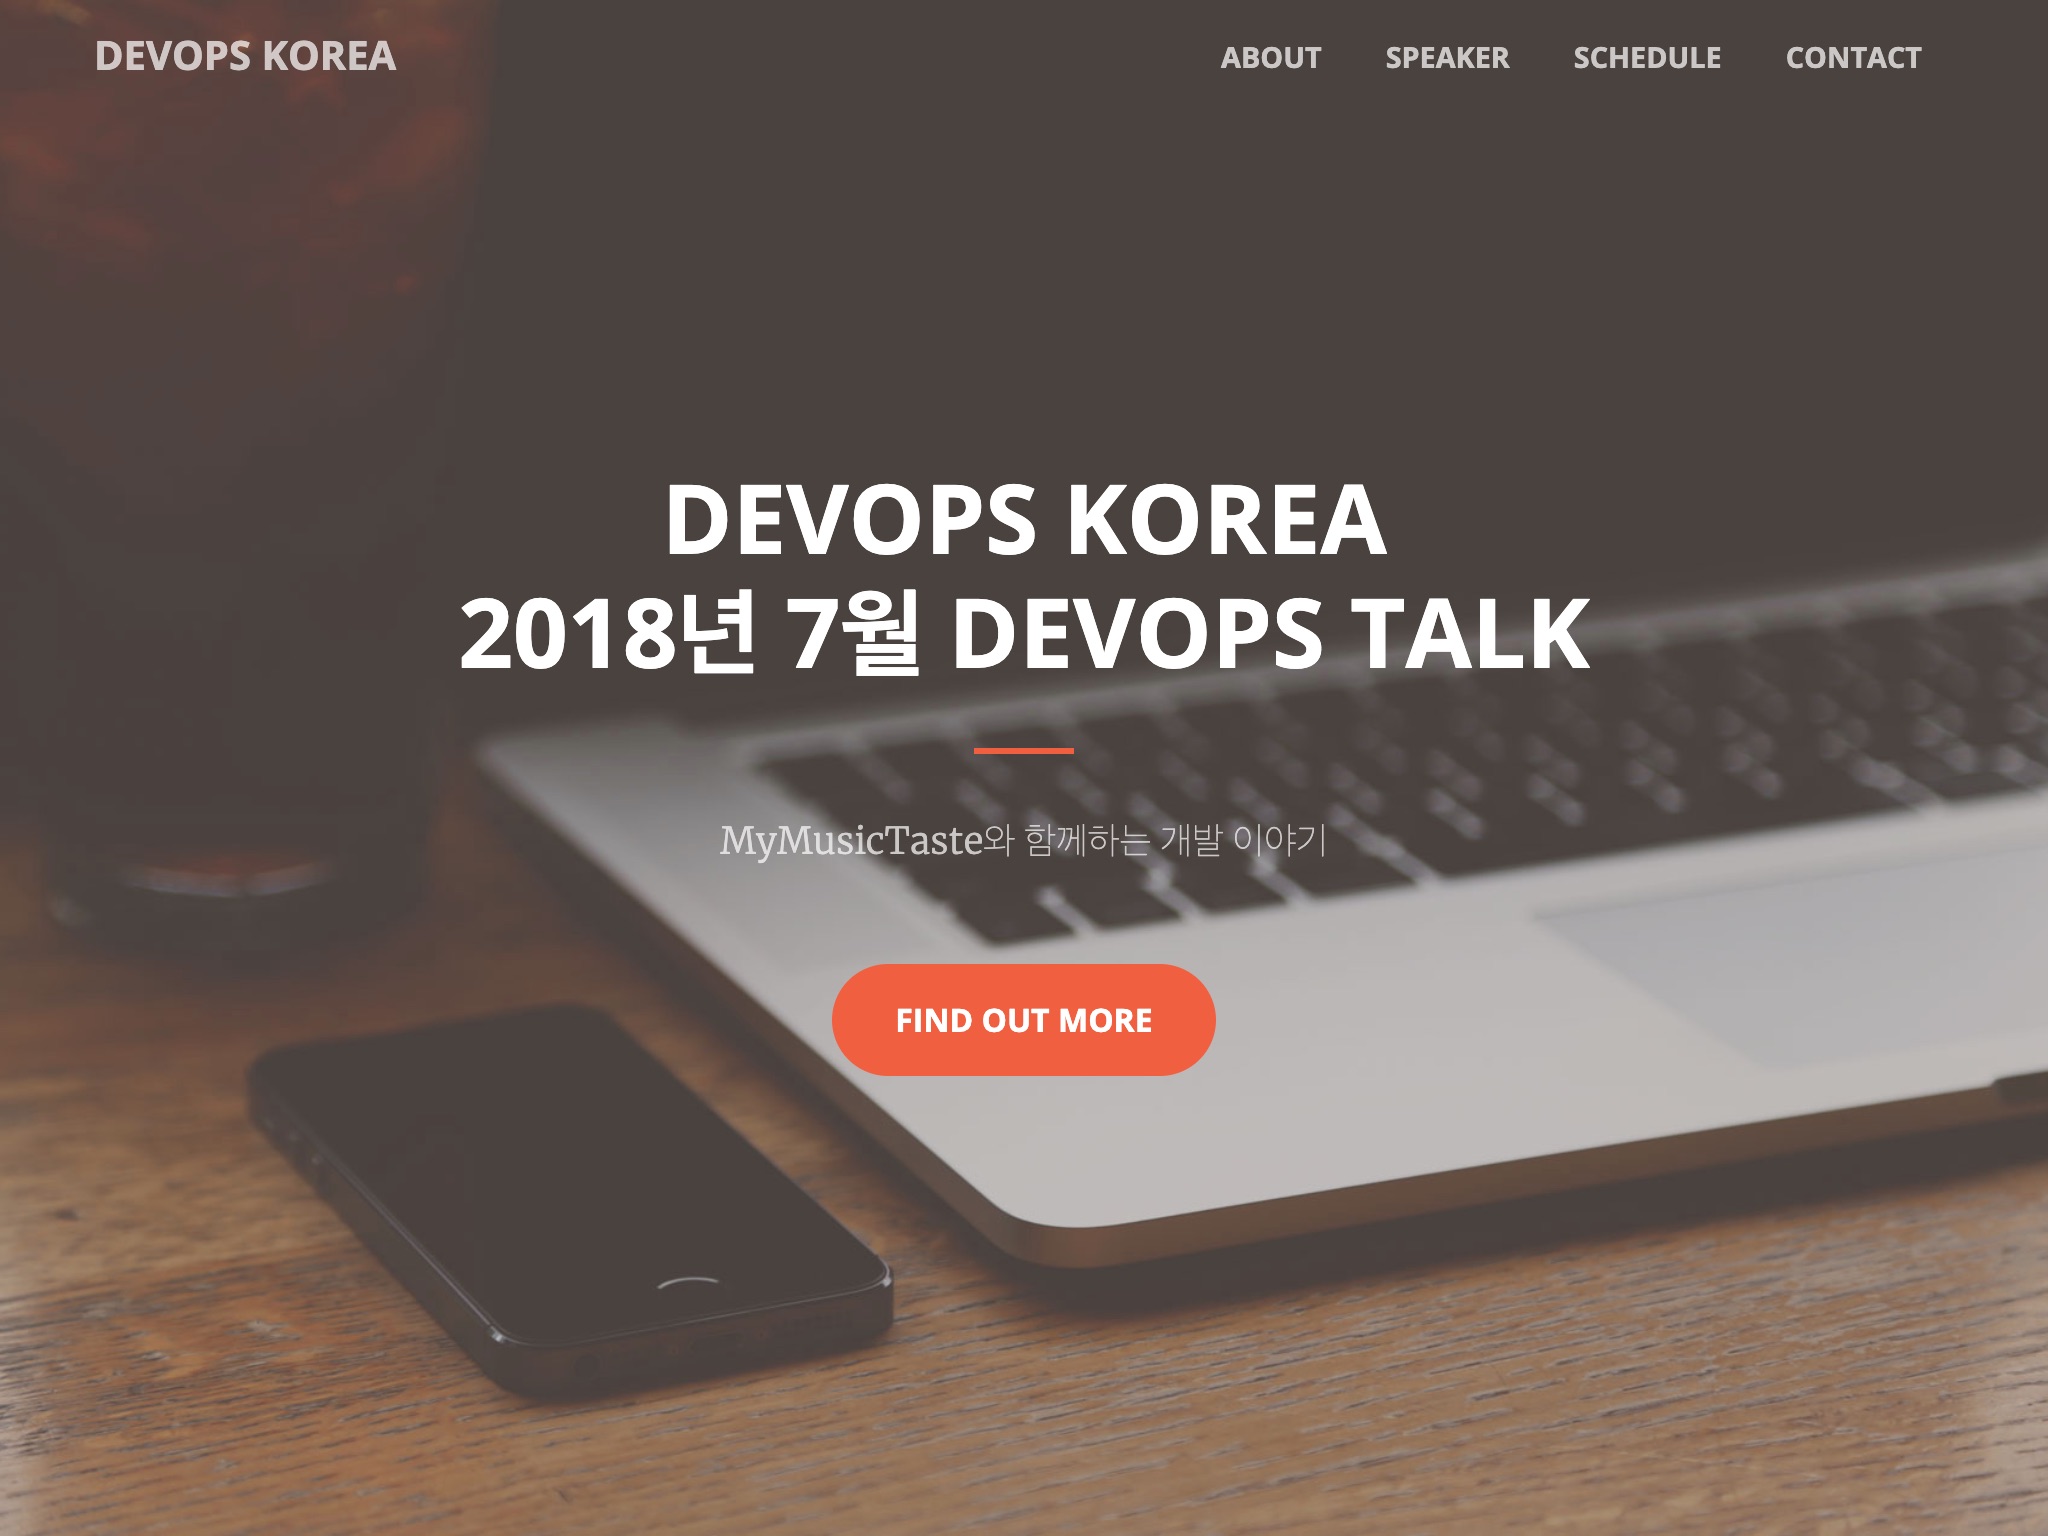 DEVOPS KOREA
ABOUT SPEAKER SCHEDULE CONTACT
DEVOPS KOREA
2018년 7월 DEVOPS TALK
MyMusicTaste와 함께하는 개발 이야기
FIND OUT MORE